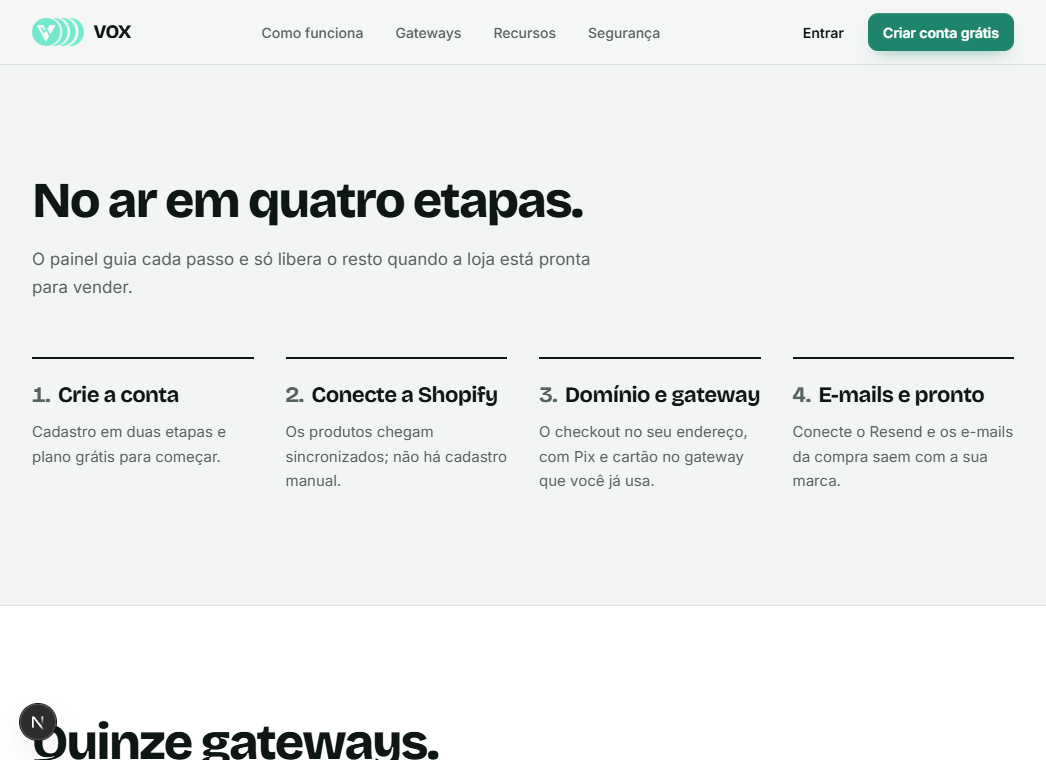 VOX
Como funciona
Gateways
Recursos
Segurança
Entrar
Criar conta grátis
No ar em quatro etapas.
O painel guia cada passo e só libera o resto quando a loja está pronta
para vender.
1. Crie a conta
Cadastro em duas etapas e
plano grátis para começar.
2. Conecte a Shopify
Os produtos chegam
sincronizados; não há cadastro
manual.
3. Domínio e gateway
O checkout no seu endereço,
com Pix e cartão no gateway
que você já usa.
4. E-mails e pronto
Conecte o Resend e os e-mails
da compra saem com a sua
marca.
N
Quinze gateways.